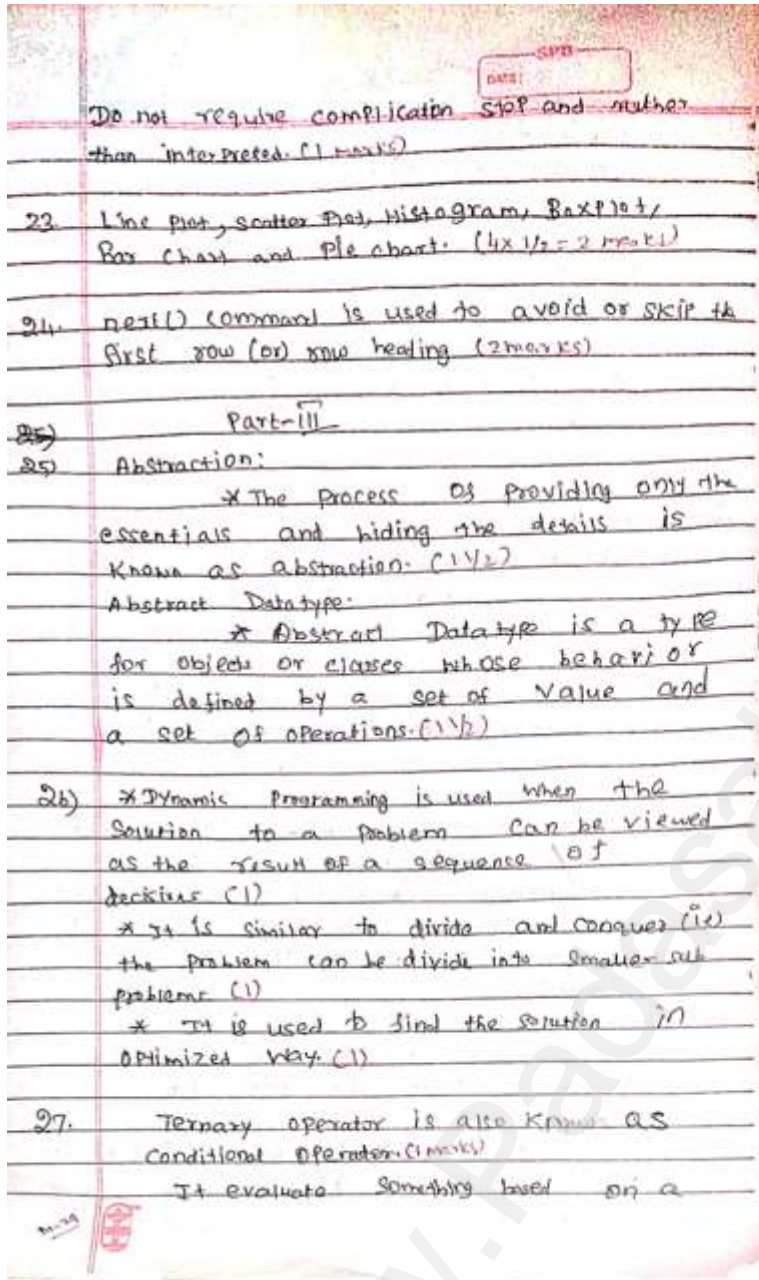 SPB
DATE:
Do not require complication stop and rather
than interpreted. (1 marks)
23. Line Plot, scatter Plot, Histogram, Boxplot,
Bar Chart and Pie chart. (4x 1/2 = 2 marks)
24. next() command is used to avoid or skip the
first row (or) row heading (2marks)
25) Part-III
25) Abstraction:
* The process of providing only the
essentials and hiding the details is
known as abstraction. (1 1/2)
Abstract Datatype.
* Abstract Datatype is a type
for objects or classes whose behavior
is defined by a set of value and
a set of operations. (1 1/2)
26) * Dynamic Programming is used when the
Solution to a Problem can be viewed
as the result of a sequence of
decisions (1)
* It is similar to divide and conquer (ie)
the problem can be divide into smaller sub
problems (1)
* It is used to find the solution in
optimized way. (1)
27. Ternary operator is also known as
Conditional operator. (1 marks)
It evaluate something based on a